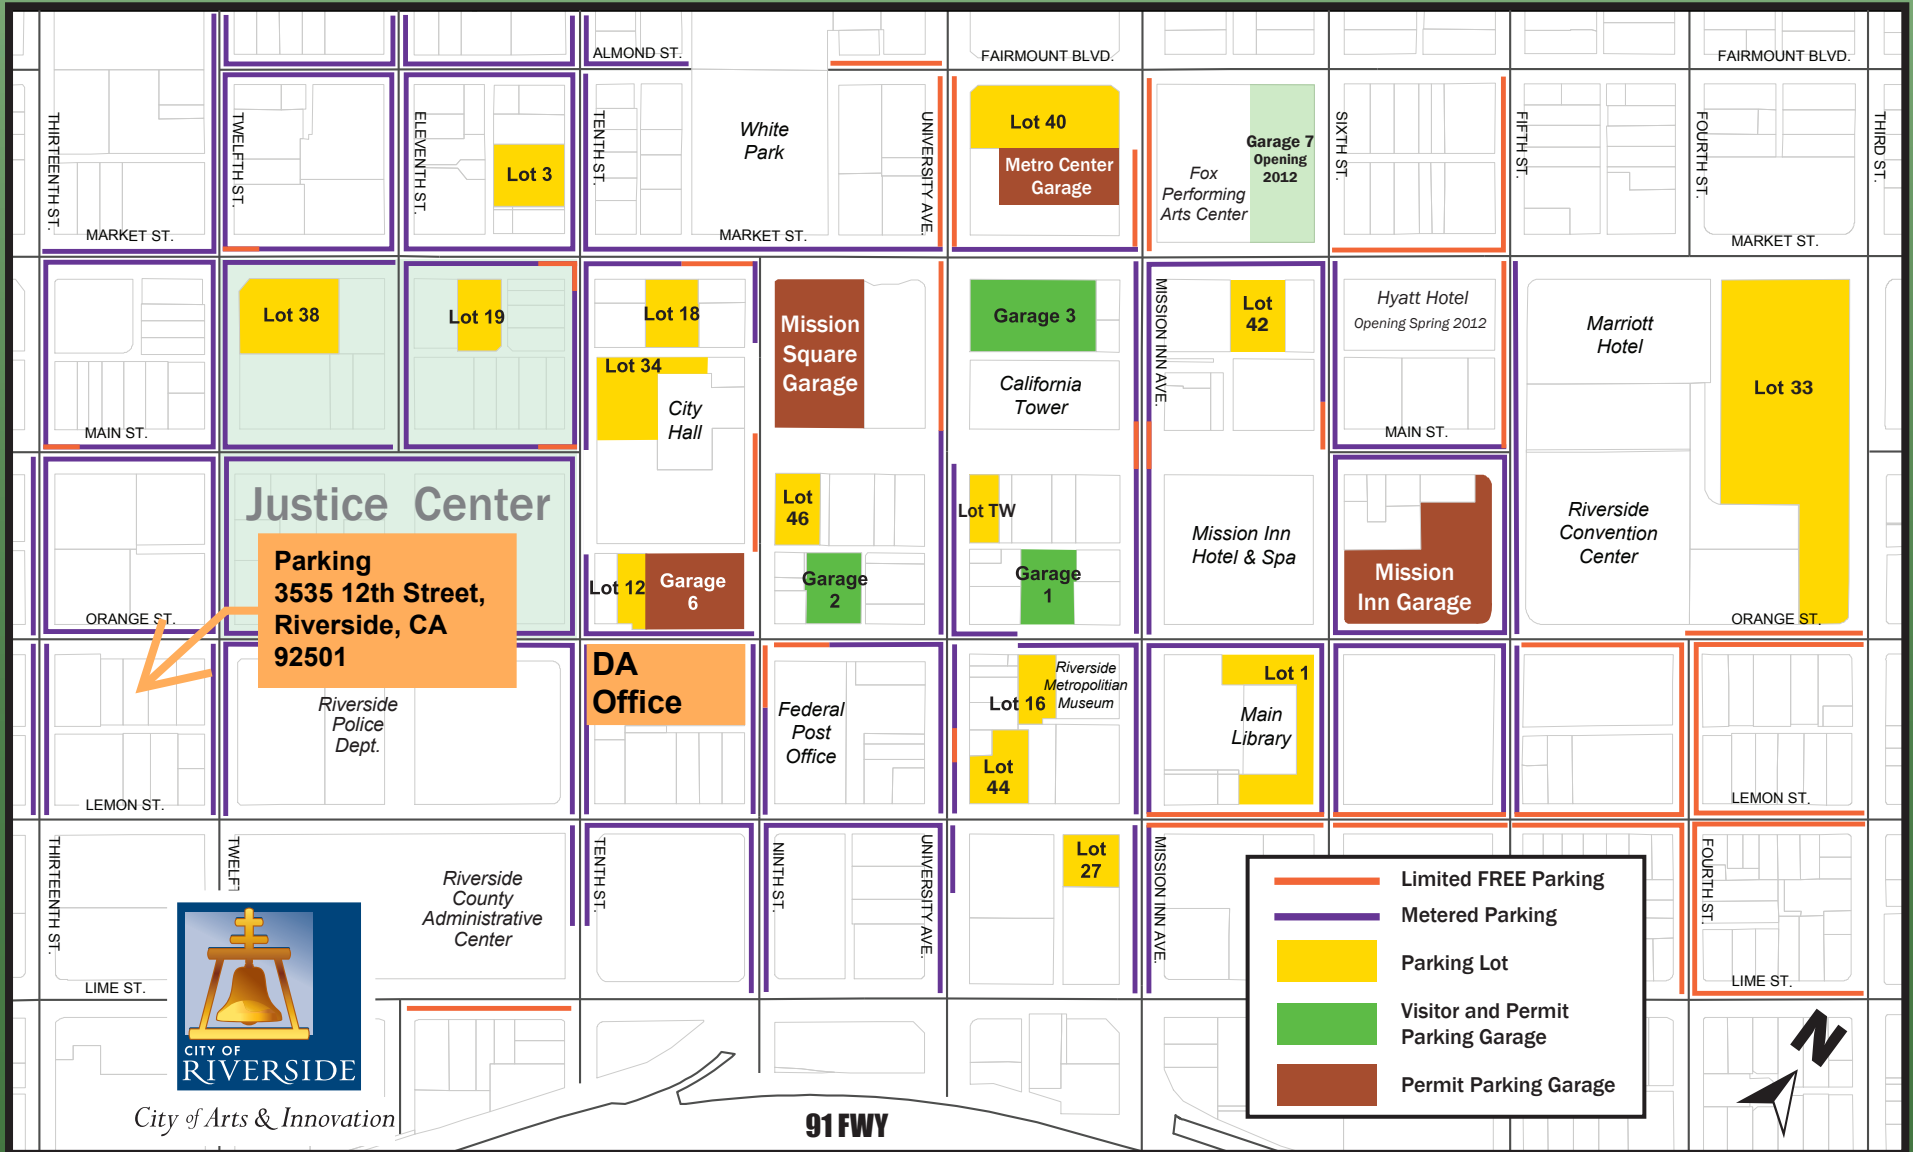 ALMOND ST.
FAIRMOUNT BLVD.
FAIRMOUNT BLVD.
THIRTEENTH ST.
TWELFTH ST.
ELEVENTH ST.
TENTH ST.
UNIVERSITY AVE.
SIXTH ST.
FIFTH ST.
FOURTH ST.
THIRD ST.
Lot 3
White
Park
Lot 40
Metro Center
Garage
Fox
Performing
Arts Center
Garage 7
Opening
2012
MARKET ST.
MARKET ST.
MARKET ST.
Lot 38
Lot 19
Lot 18
Lot 34
City
Hall
Mission
Square
Garage
Garage 3
California
Tower
MISSION INN AVE.
Lot
42
Hyatt Hotel
Opening Spring 2012
Marriott
Hotel
Lot 33
MAIN ST.
MAIN ST.
Justice Center
Lot
46
Lot TW
Mission Inn
Hotel & Spa
Riverside
Convention
Center
Parking
3535 12th Street,
Riverside, CA
92501
Lot 12
Garage
6
Garage
2
Garage
1
Mission
Inn Garage
ORANGE ST.
ORANGE ST.
DA
Office
Riverside
Police
Dept.
Federal
Post
Office
Riverside
Metropolitian
Museum
Lot 16
Lot
44
Lot 1
Main
Library
LEMON ST.
LEMON ST.
THIRTEENTH ST.
TWELFT
TENTH ST.
NINTH ST.
UNIVERSITY AVE.
MISSION INN AVE.
FOURTH ST.
Riverside
County
Administrative
Center
Lot
27
LIME ST.
LIME ST.
Limited FREE Parking
Metered Parking
Parking Lot
Visitor and Permit
Parking Garage
Permit Parking Garage
CITY OF
RIVERSIDE
City of Arts & Innovation
91 FWY
N